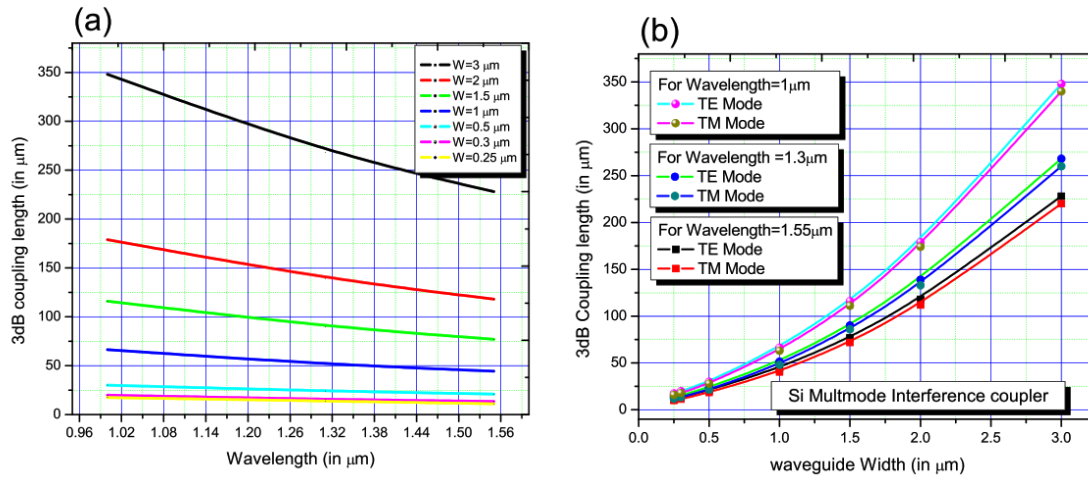 (a)
3dB coupling length (in μm)
350
300
250
200
150
100
50
0
W=3 μm
W=2 μm
W=1.5 μm
W=1 μm
W=0.5 μm
W=0.3 μm
W=0.25 μm
0.96 1.02 1.08 1.14 1.20 1.26 1.32 1.38 1.44 1.50 1.56
Wavelength (in μm)
(b)
3dB Coupling length (in μm)
350
300
250
200
150
100
50
0
For Wavelength=1μm
TE Mode
TM Mode
For Wavelength =1.3μm
TE Mode
TM Mode
For Wavelength=1.55μm
TE Mode
TM Mode
Si Multmode Interference coupler
0.0 0.5 1.0 1.5 2.0 2.5 3.0
waveguide Width (in μm)